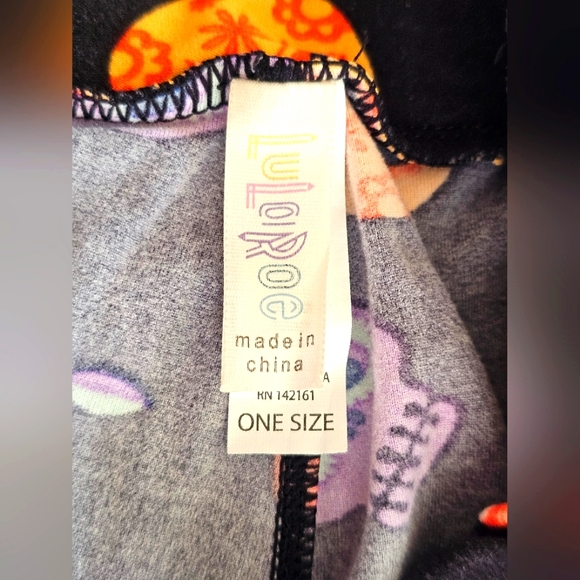 LuLaRoe
made in
china
A
RN 142161
ONE SIZE